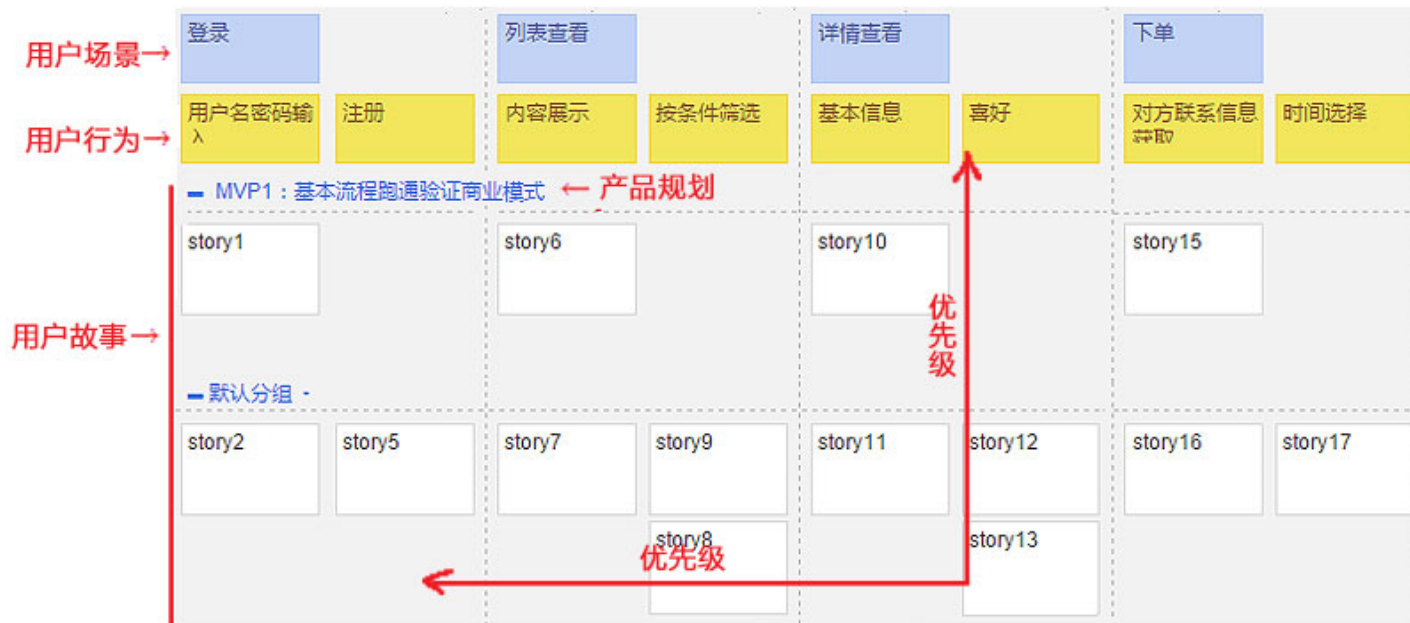 用户场景→
登录
列表查看
详情查看
下单
用户行为→
用户名密码输
入
注册
内容展示
按条件筛选
基本信息
喜好
对方联系信息
获取
时间选择
MVP1：基本流程跑通验证商业模式
← 产品规划
用户故事→
story1
story6
story10
story15
优
先
级
默认分组 -
story2
story5
story7
story9
story11
story12
story16
story17
story8
story13
优先级